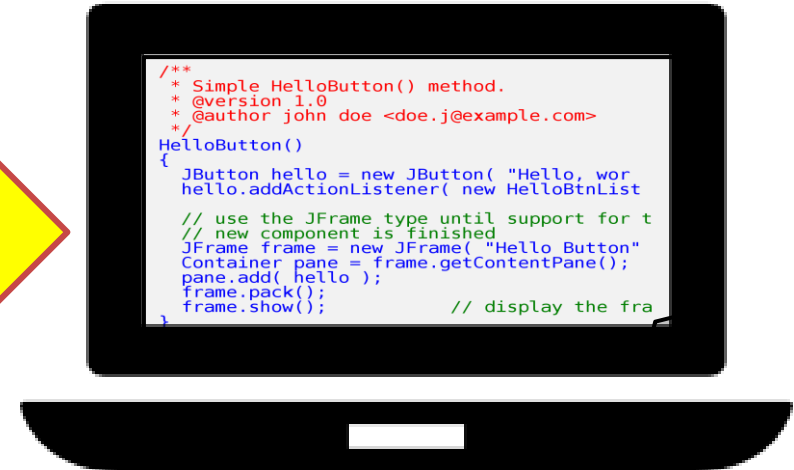 /**
* Simple HelloButton() method.
* @version 1.0
* @author john doe <doe.j@example.com>
*/
HelloButton()
{
JButton hello = new JButton( "Hello, wor
hello.addActionListener( new HelloBtnList
// use the JFrame type until support for t
// new component is finished
JFrame frame = new JFrame( "Hello Button"
Container pane = frame.getContentPane();
pane.add( hello );
frame.pack();
frame.show(); // display the fra
}